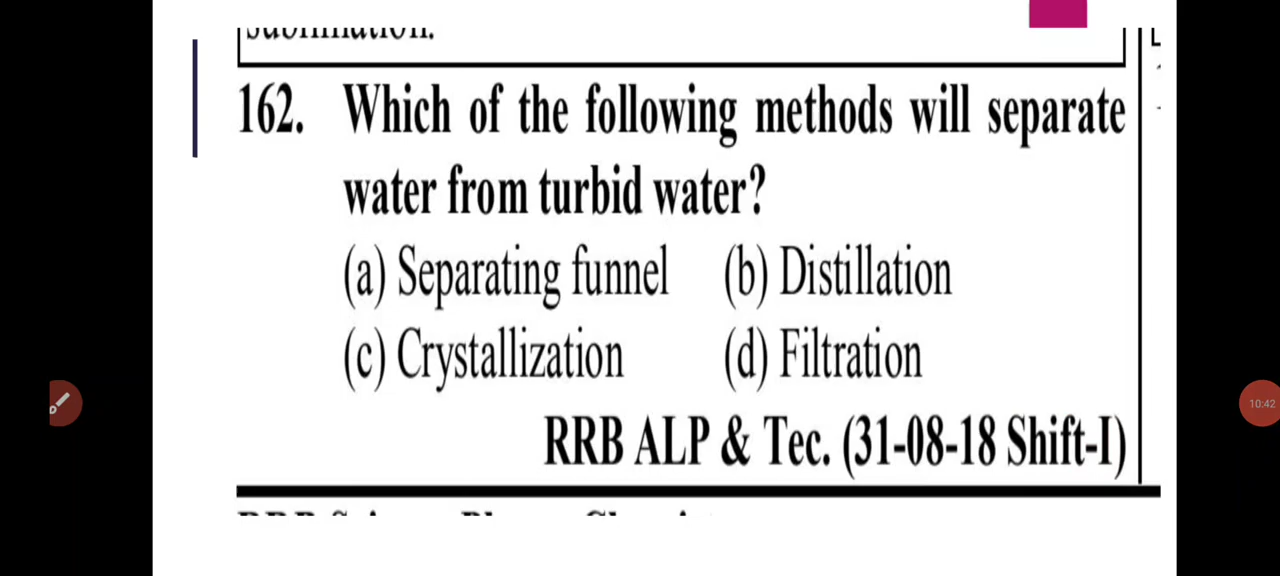 sublimation.
162. Which of the following methods will separate
water from turbid water?
(a) Separating funnel (b) Distillation
(c) Crystallization (d) Filtration
RRB ALP & Tec. (31-08-18 Shift-I)
10:42